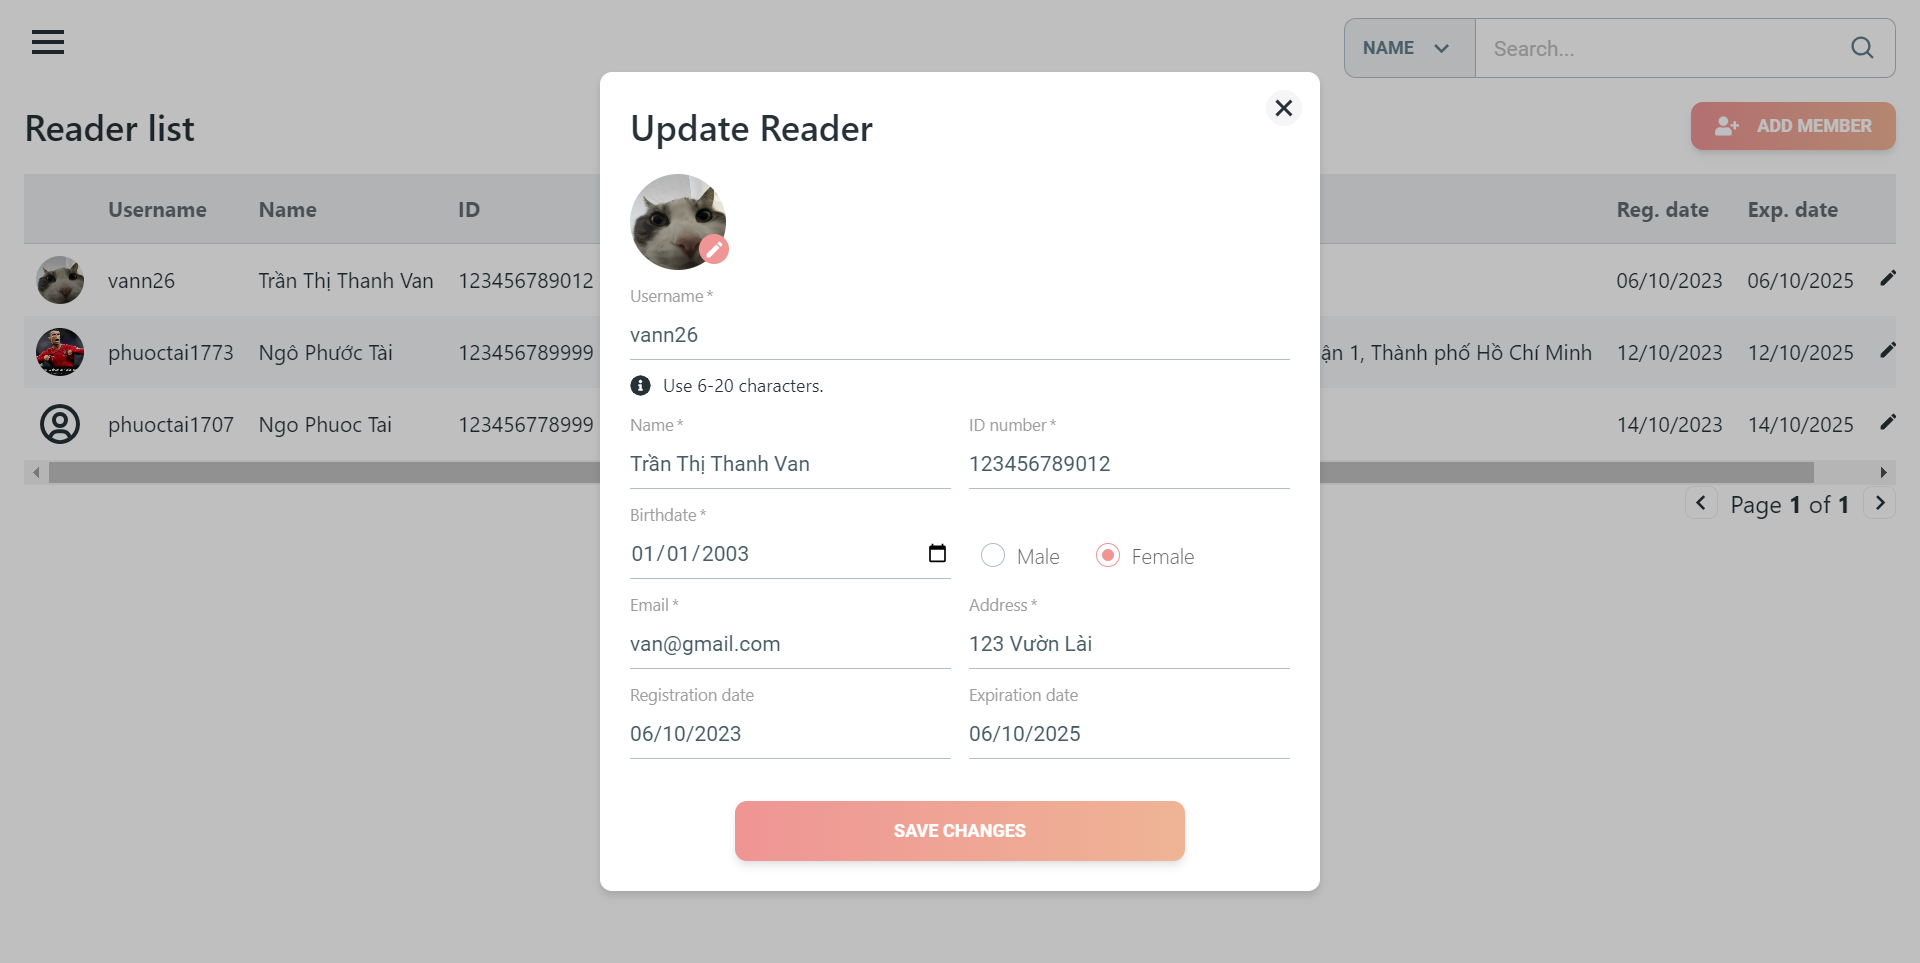 NAME
Search...
Reader list
ADD MEMBER
Username Name ID Reg. date Exp. date
vann26 Trần Thị Thanh Van 123456789012 06/10/2023 06/10/2025
phuoctai1773 Ngô Phước Tài 123456789999 ận 1, Thành phố Hồ Chí Minh 12/10/2023 12/10/2025
phuoctai1707 Ngo Phuoc Tai 123456778999 14/10/2023 14/10/2025
Page 1 of 1
Update Reader
Username *
vann26
Use 6-20 characters.
Name * ID number *
Trần Thị Thanh Van 123456789012
Birthdate *
01/01/2003 Male Female
Email * Address *
van@gmail.com 123 Vườn Lài
Registration date Expiration date
06/10/2023 06/10/2025
SAVE CHANGES